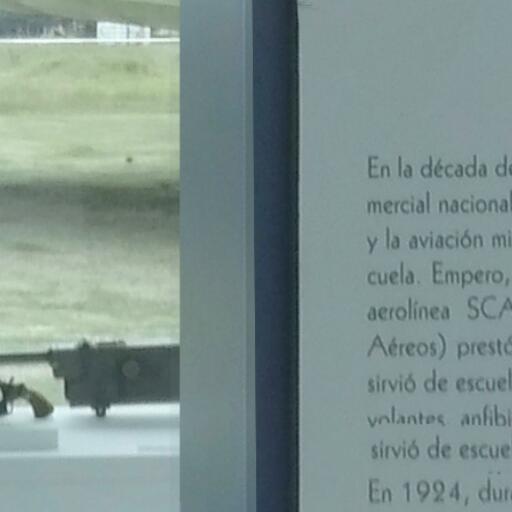 En la década de
mercial nacional
y la aviación mi
cuela. Empero,
aerolínea SCA
Aéreos) prestó
sirvió de escuel
volantes anfibi
sirvió de escue
En 1924, dur